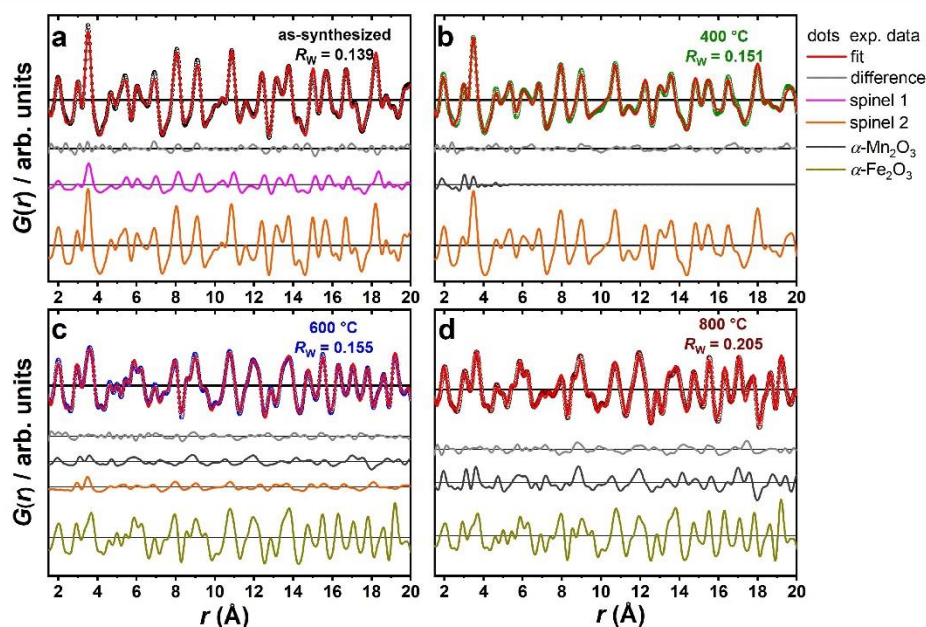 a
as-synthesized
R_W = 0.139
b
400 °C
R_W = 0.151
dots exp. data
fit
difference
spinel 1
spinel 2
α-Mn₂O₃
α-Fe₂O₃
G(r) / arb. units
2 4 6 8 10 12 14 16 18 20
2 4 6 8 10 12 14 16 18 20
c
600 °C
R_W = 0.155
d
800 °C
R_W = 0.205
G(r) / arb. units
2 4 6 8 10 12 14 16 18 20
2 4 6 8 10 12 14 16 18 20
r (Å)
r (Å)